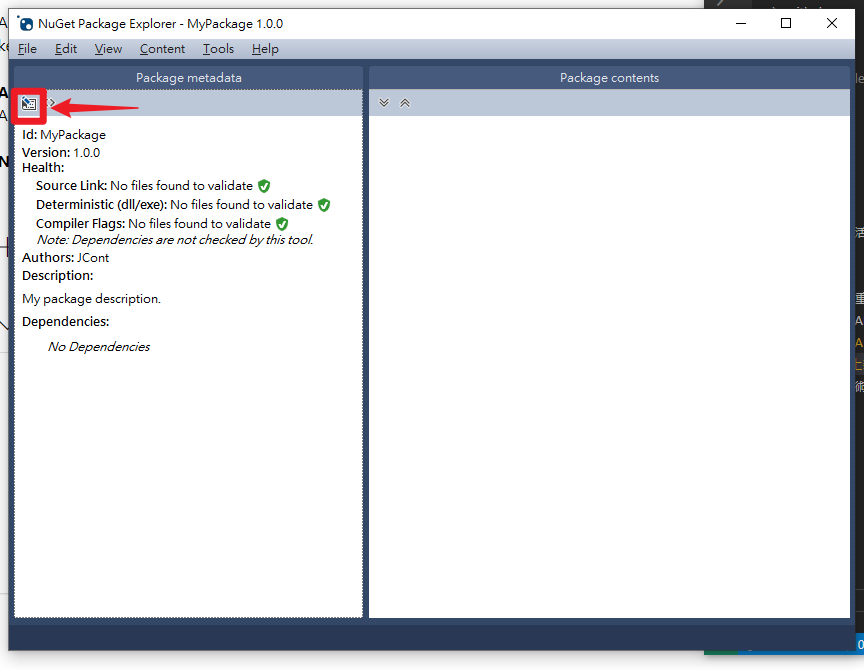 NuGet Package Explorer - MyPackage 1.0.0
File Edit View Content Tools Help
Package metadata
Package contents
Id: MyPackage
Version: 1.0.0
Health:
Source Link: No files found to validate
Deterministic (dll/exe): No files found to validate
Compiler Flags: No files found to validate
Note: Dependencies are not checked by this tool.
Authors: JCont
Description:
My package description.
Dependencies:
No Dependencies